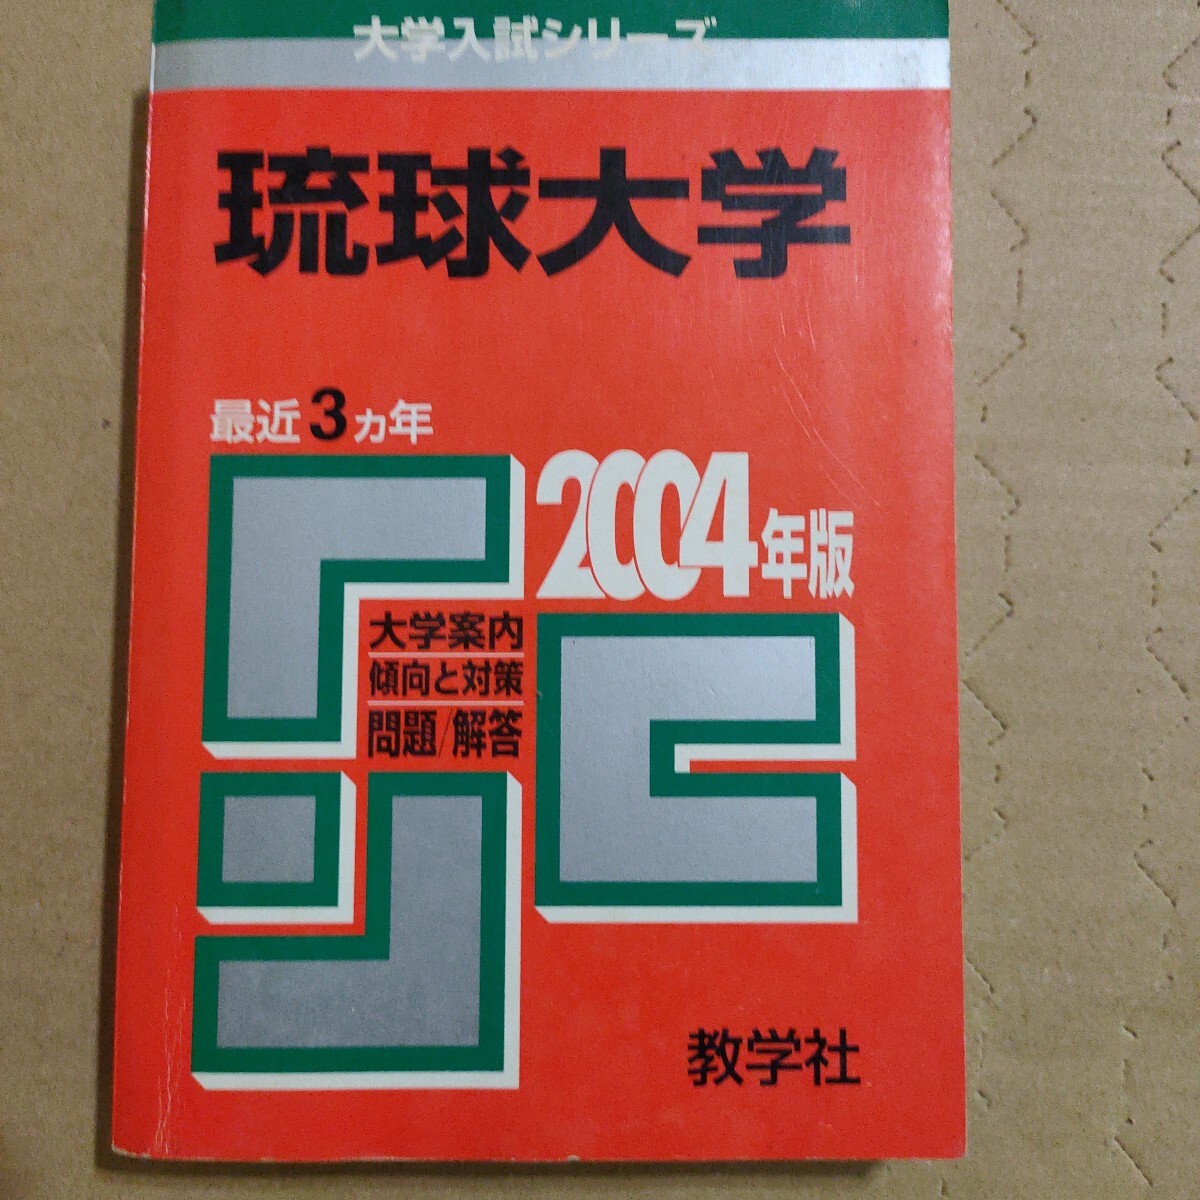 大学入試シリーズ
琉球大学
最近3ヵ年
2004年版
大学案内
傾向と対策
問題/解答
教学社